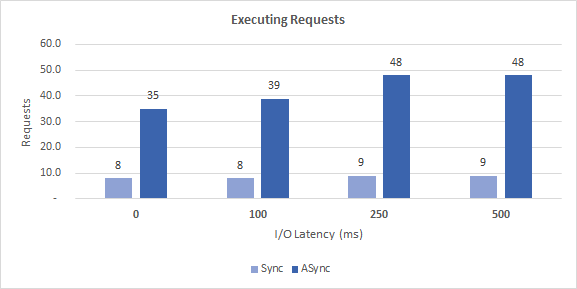 Executing Requests
60.0
50.0
40.0
30.0
20.0
10.0
-
Requests
8 35 8 39 9 48 9 48
0 100 250 500
I/O Latency (ms)
Sync ASync